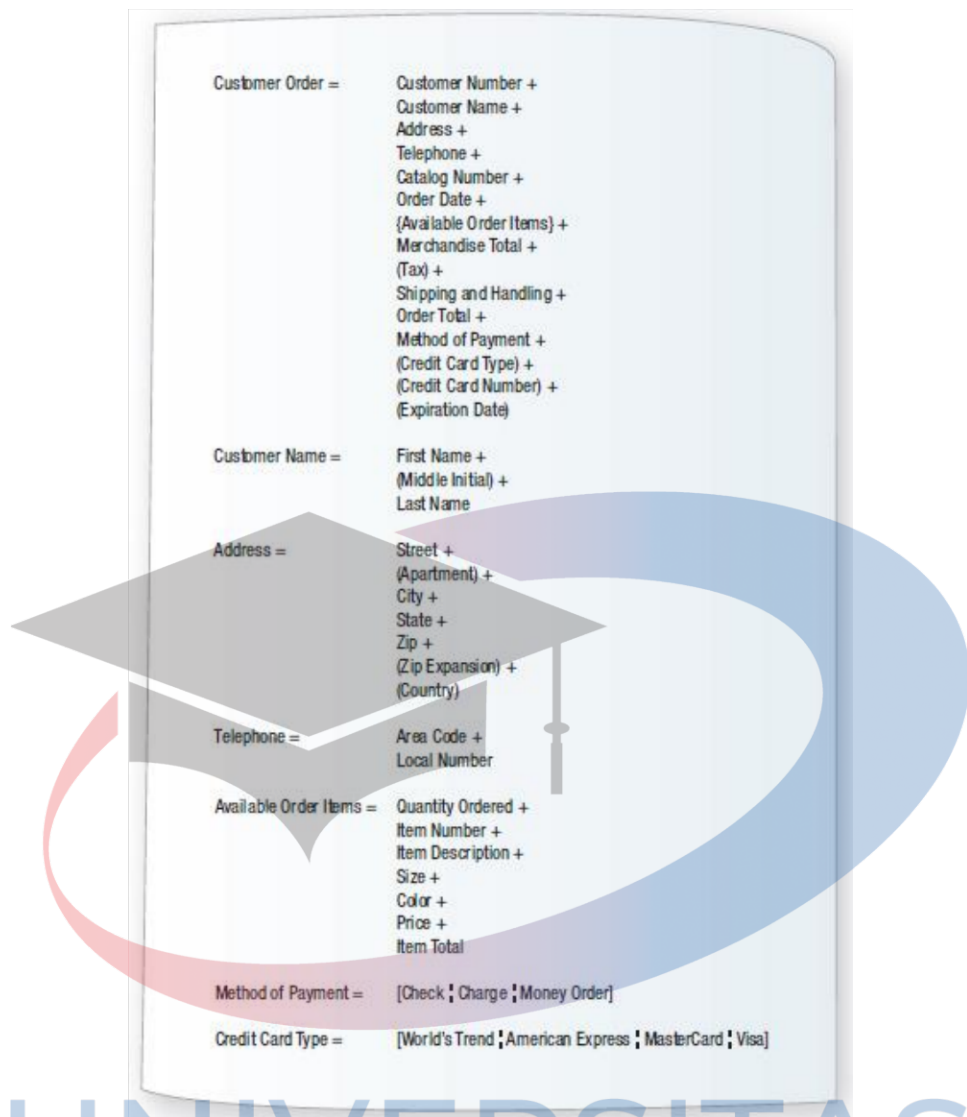 Customer Order = Customer Number +
Customer Name +
Address +
Telephone +
Catalog Number +
Order Date +
{Available Order Items} +
Merchandise Total +
(Tax) +
Shipping and Handling +
Order Total +
Method of Payment +
(Credit Card Type) +
(Credit Card Number) +
(Expiration Date)
Customer Name = First Name +
(Middle Initial) +
Last Name
Address = Street +
(Apartment) +
City +
State +
Zip +
(Zip Expansion) +
(Country)
Telephone = Area Code +
Local Number
Available Order Items = Quantity Ordered +
Item Number +
Item Description +
Size +
Color +
Price +
Item Total
Method of Payment = [Check ¦ Charge ¦ Money Order]
Credit Card Type = [World's Trend ¦ American Express ¦ MasterCard ¦ Visa]
UNIVERSITAS